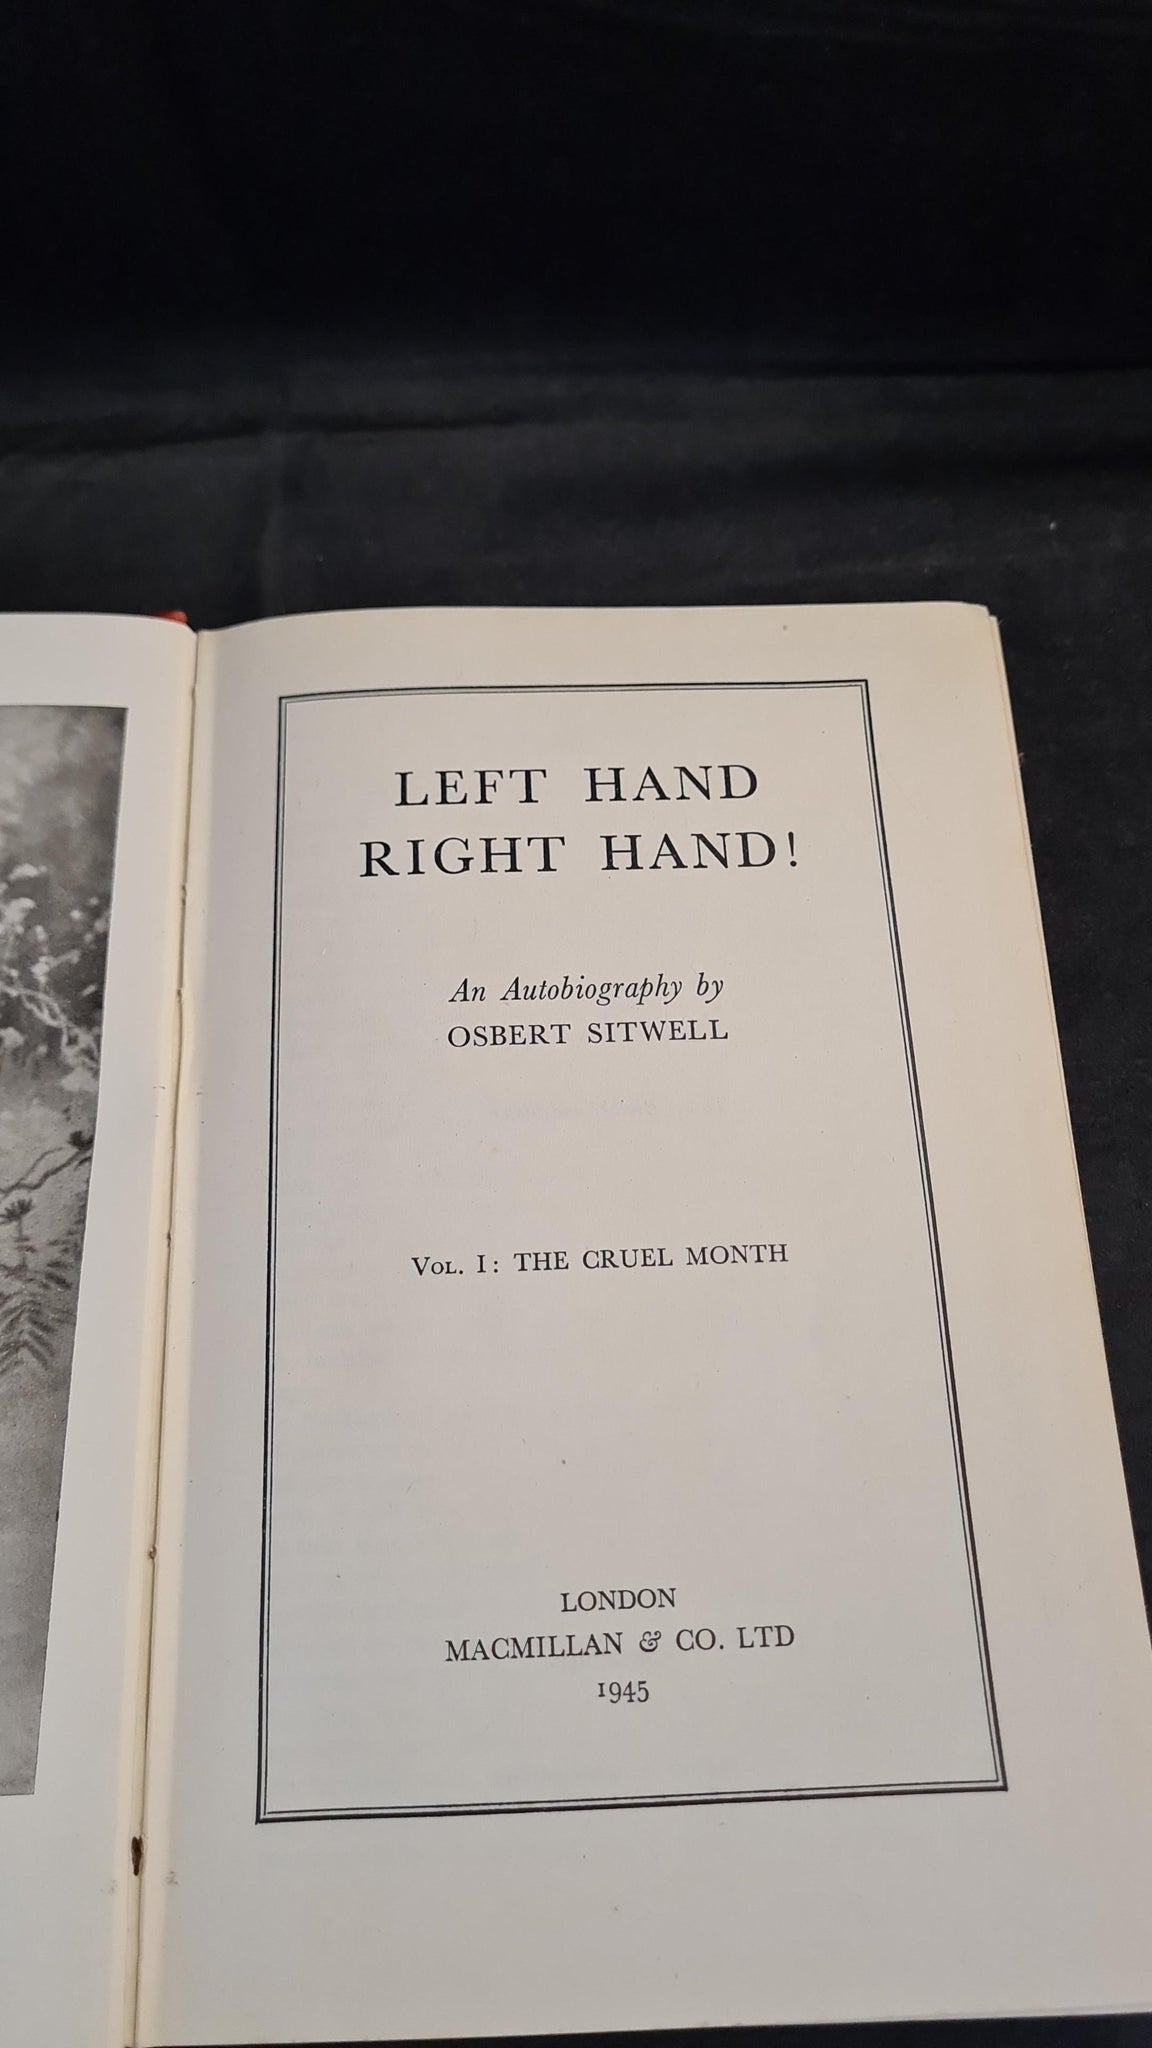 LEFT HAND
RIGHT HAND!
An Autobiography by
OSBERT SITWELL
VOL. I: THE CRUEL MONTH
LONDON
MACMILLAN & CO. LTD
1945